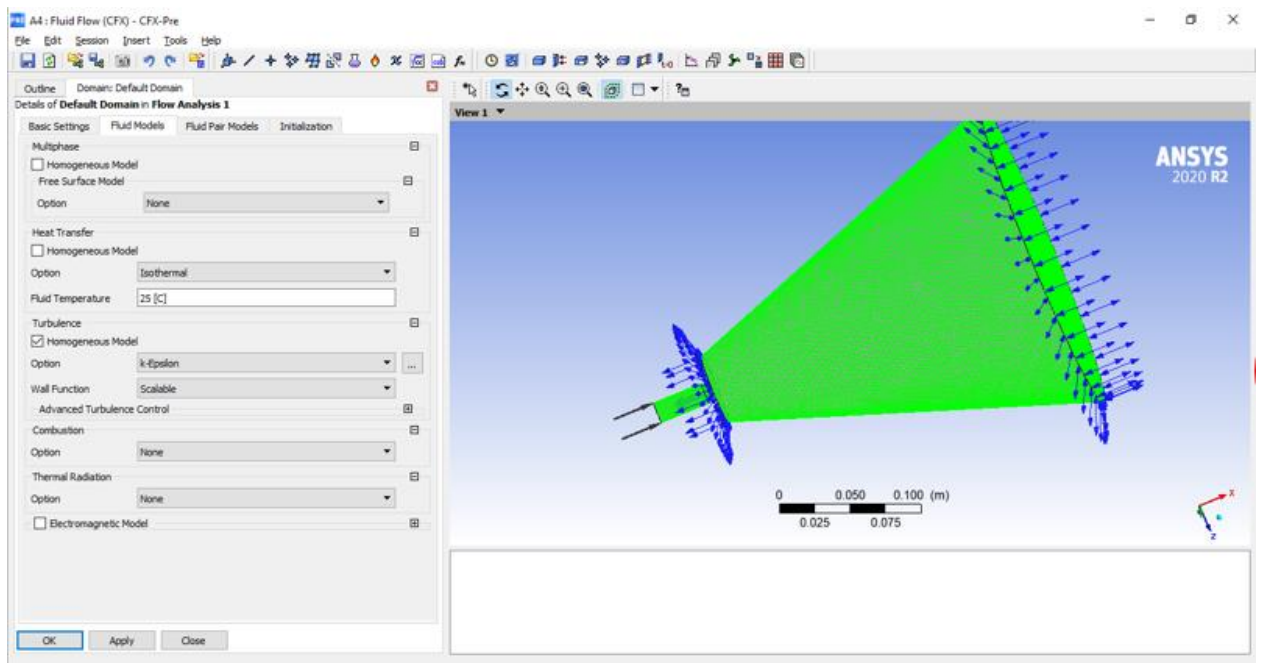 A4 : Fluid Flow (CFX) - CFX-Pre
File Edit Session Insert Tools Help
Outline Domain: Default Domain
Details of Default Domain in Flow Analysis 1
Basic Settings Fluid Models Fluid Pair Models Initialization
Multiphase
Homogeneous Model
Free Surface Model
Option None
Heat Transfer
Homogeneous Model
Option Isothermal
Fluid Temperature 25 [C]
Turbulence
Homogeneous Model
Option k-Epsilon ...
Wall Function Scalable
Advanced Turbulence Control
Combustion
Option None
Thermal Radiation
Option None
Electromagnetic Model
OK Apply Close
View 1
ANSYS
2020 R2
0 0.050 0.100 (m)
0.025 0.075
x
z